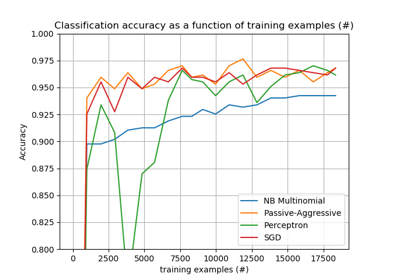 Classification accuracy as a function of training examples (#)
1.000
0.975
0.950
0.925
0.900
0.875
0.850
0.825
0.800
Accuracy
NB Multinomial
Passive-Aggressive
Perceptron
SGD
0 2500 5000 7500 10000 12500 15000 17500
training examples (#)